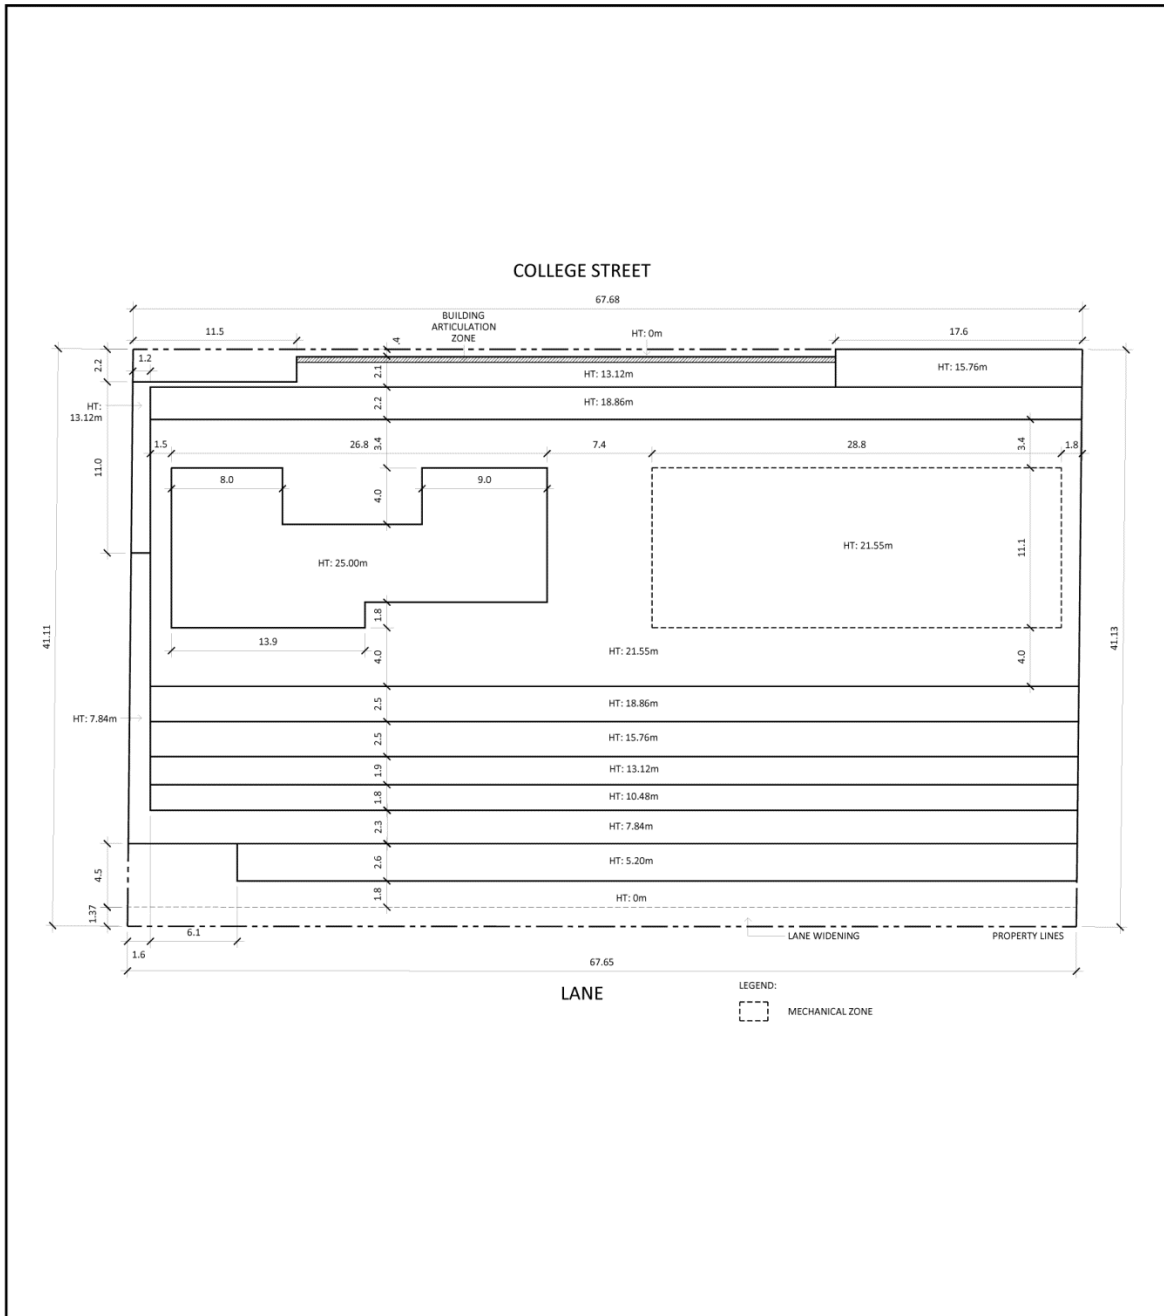 COLLEGE STREET
67.68
BUILDING
ARTICULATION
ZONE
11.5
.4
HT: 0m
17.6
2.2
1.2
2.1
HT: 13.12m
HT: 15.76m
HT:
13.12m
2.2
HT: 18.86m
1.5
26.8
3.4
7.4
28.8
3.4
1.8
11.0
8.0
4.0
9.0
HT: 25.00m
HT: 21.55m
11.1
1.8
13.9
41.11
4.0
HT: 21.55m
4.0
41.13
2.5
HT: 18.86m
HT: 7.84m
2.5
HT: 15.76m
1.9
HT: 13.12m
1.8
HT: 10.48m
2.3
HT: 7.84m
4.5
2.6
HT: 5.20m
1.8
HT: 0m
1.37
6.1
LANE WIDENING
PROPERTY LINES
1.6
67.65
LANE
LEGEND:
MECHANICAL ZONE